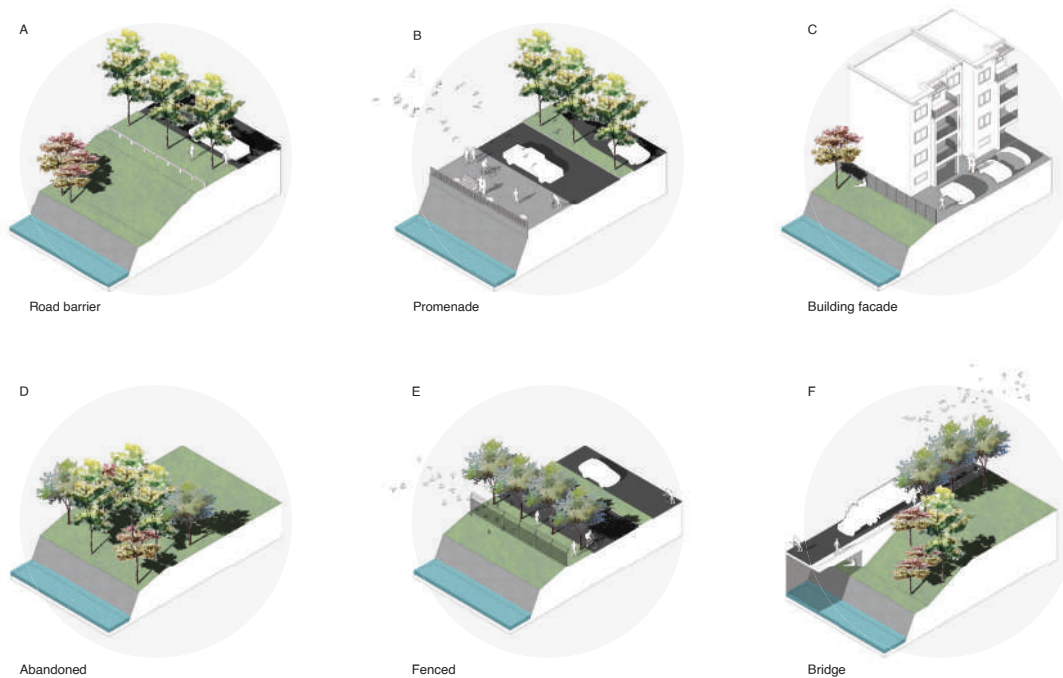 A
B
C
Road barrier
Promenade
Building facade
D
E
F
Abandoned
Fenced
Bridge